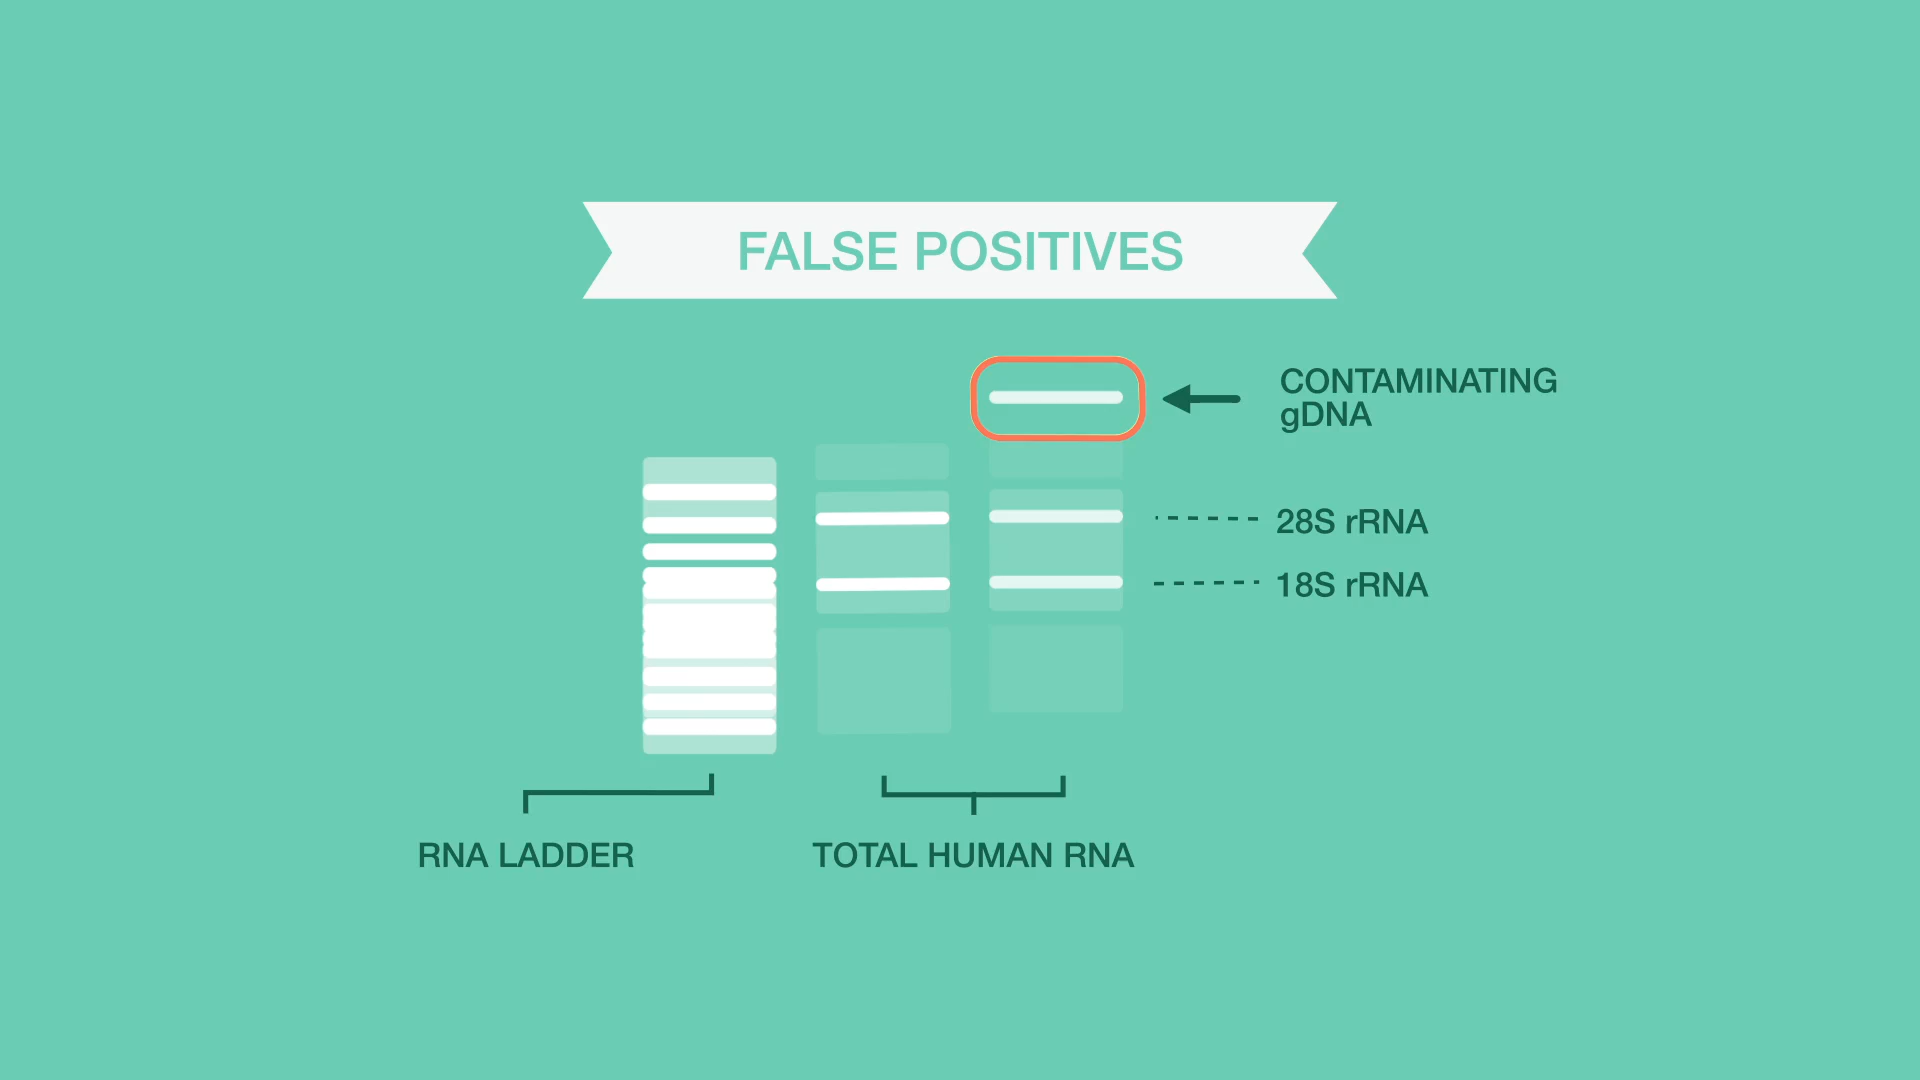 FALSE POSITIVES
CONTAMINATING
gDNA
28S rRNA
18S rRNA
RNA LADDER
TOTAL HUMAN RNA